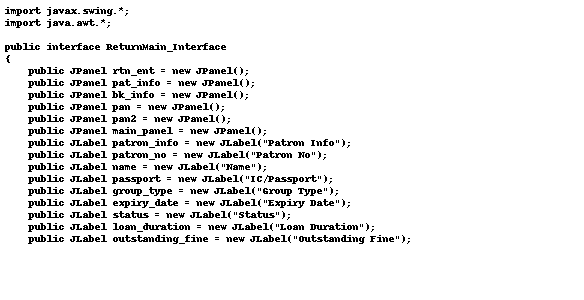 import javax.swing.*;
import java.awt.*;
public interface ReturnMain_Interface
{
public JPanel rtn_ent = new JPanel();
public JPanel pat_info = new JPanel();
public JPanel bk_info = new JPanel();
public JPanel pan = new JPanel();
public JPanel pan2 = new JPanel();
public JPanel main_panel = new JPanel();
public JLabel patron_info = new JLabel("Patron Info");
public JLabel patron_no = new JLabel("Patron No");
public JLabel name = new JLabel("Name");
public JLabel passport = new JLabel("IC/Passport");
public JLabel group_type = new JLabel("Group Type");
public JLabel expiry_date = new JLabel("Expiry Date");
public JLabel status = new JLabel("Status");
public JLabel loan_duration = new JLabel("Loan Duration");
public JLabel outstanding_fine = new JLabel("Outstanding Fine");